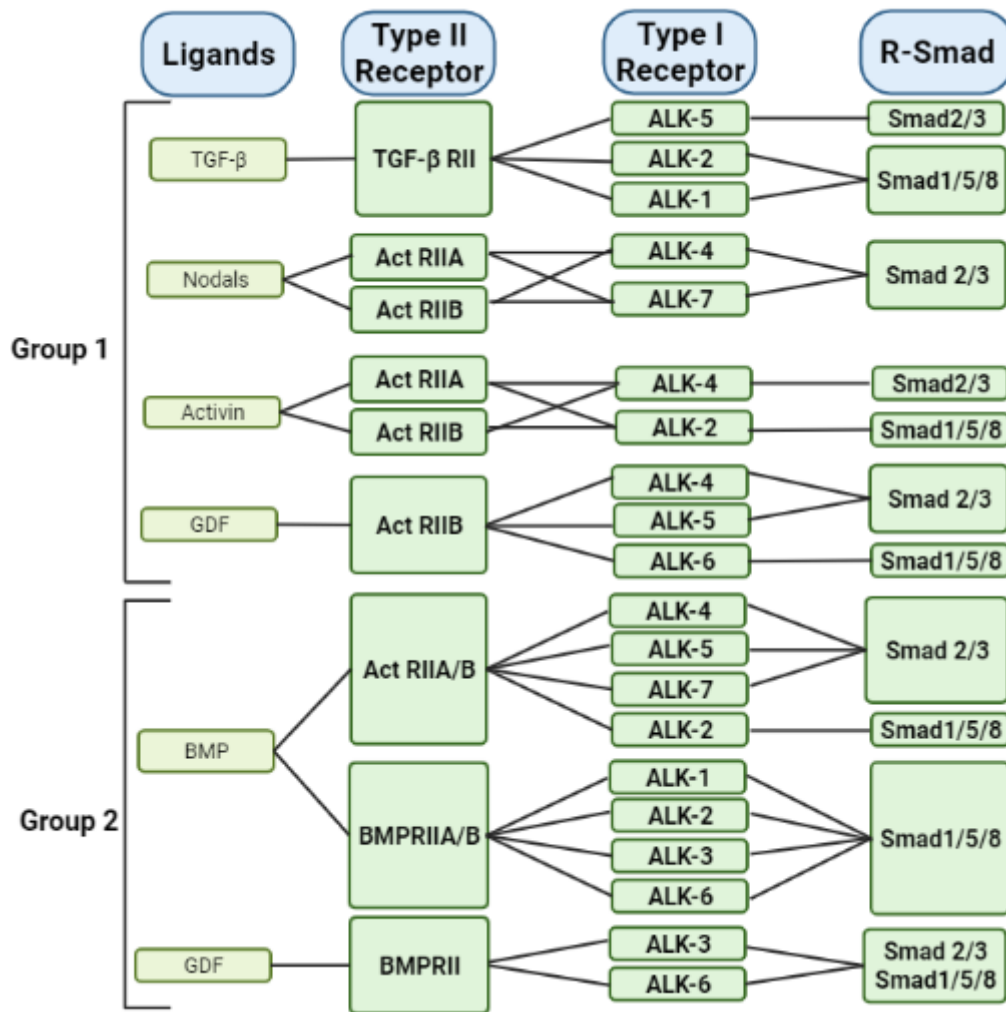 Ligands
Type II
Receptor
Type I
Receptor
R-Smad
Group 1
TGF-β
TGF-β RII
ALK-5
ALK-2
ALK-1
Smad2/3
Smad1/5/8
Nodals
Act RIIA
Act RIIB
ALK-4
ALK-7
Smad 2/3
Activin
Act RIIA
Act RIIB
ALK-4
ALK-2
Smad2/3
Smad1/5/8
GDF
Act RIIB
ALK-4
ALK-5
ALK-6
Smad 2/3
Smad1/5/8
Group 2
BMP
Act RIIA/B
ALK-4
ALK-5
ALK-7
ALK-2
Smad 2/3
Smad1/5/8
BMPRIIA/B
ALK-1
ALK-2
ALK-3
ALK-6
Smad1/5/8
GDF
BMPRII
ALK-3
ALK-6
Smad 2/3
Smad1/5/8